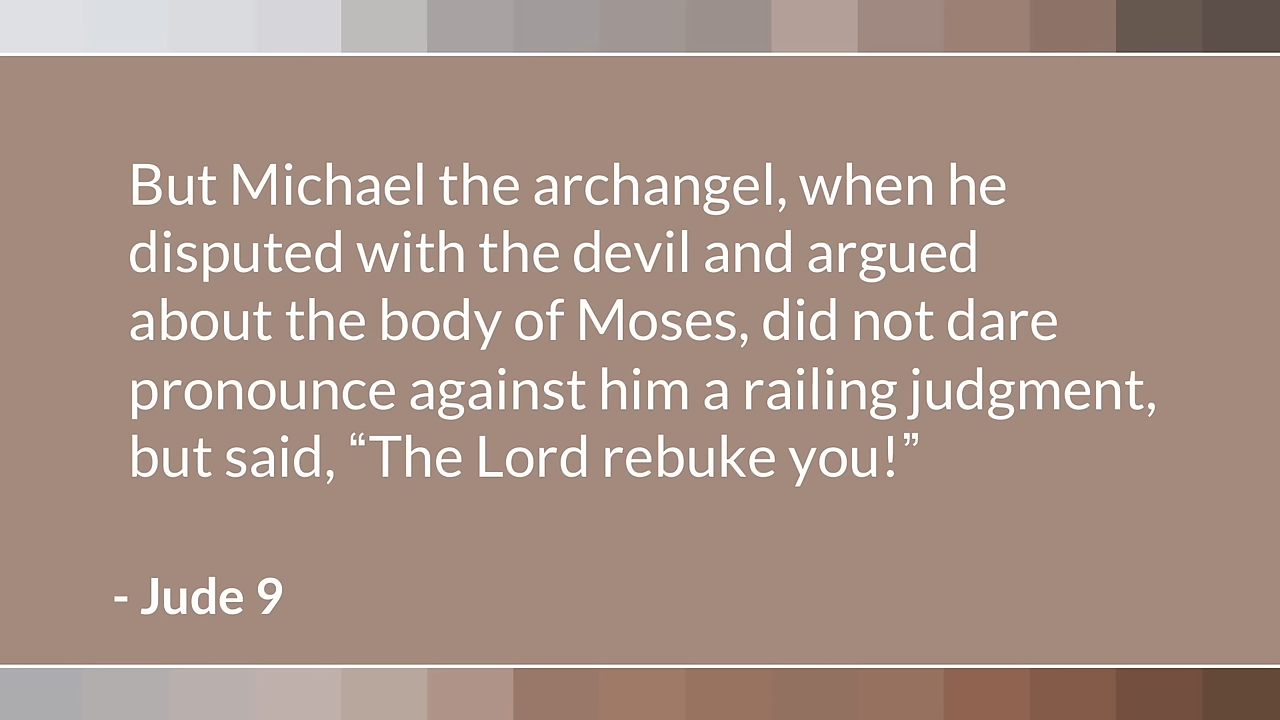 But Michael the archangel, when he
disputed with the devil and argued
about the body of Moses, did not dare
pronounce against him a railing judgment,
but said, “The Lord rebuke you!”
- Jude 9